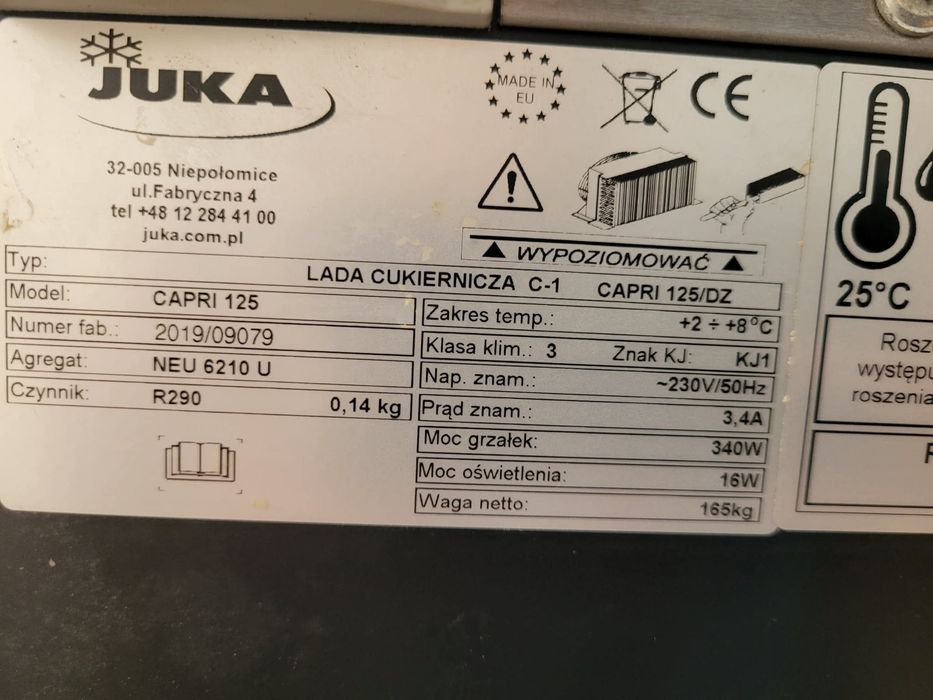 JUKA
MADE IN
EU
CE
32-005 Niepołomice
ul.Fabryczna 4
tel +48 12 284 41 00
juka.com.pl
WYPOZIOMOWAĆ
Typ: LADA CUKIERNICZA C-1 CAPRI 125/DZ
Model: CAPRI 125
Numer fab.: 2019/09079
Agregat: NEU 6210 U
Czynnik: R290 0,14 kg
Zakres temp.: +2 ÷ +8°C
Klasa klim.: 3 Znak KJ: KJ1
Nap. znam.: ~230V/50Hz
Prąd znam.: 3,4A
Moc grzałek: 340W
Moc oświetlenia: 16W
Waga netto: 165kg
25°C